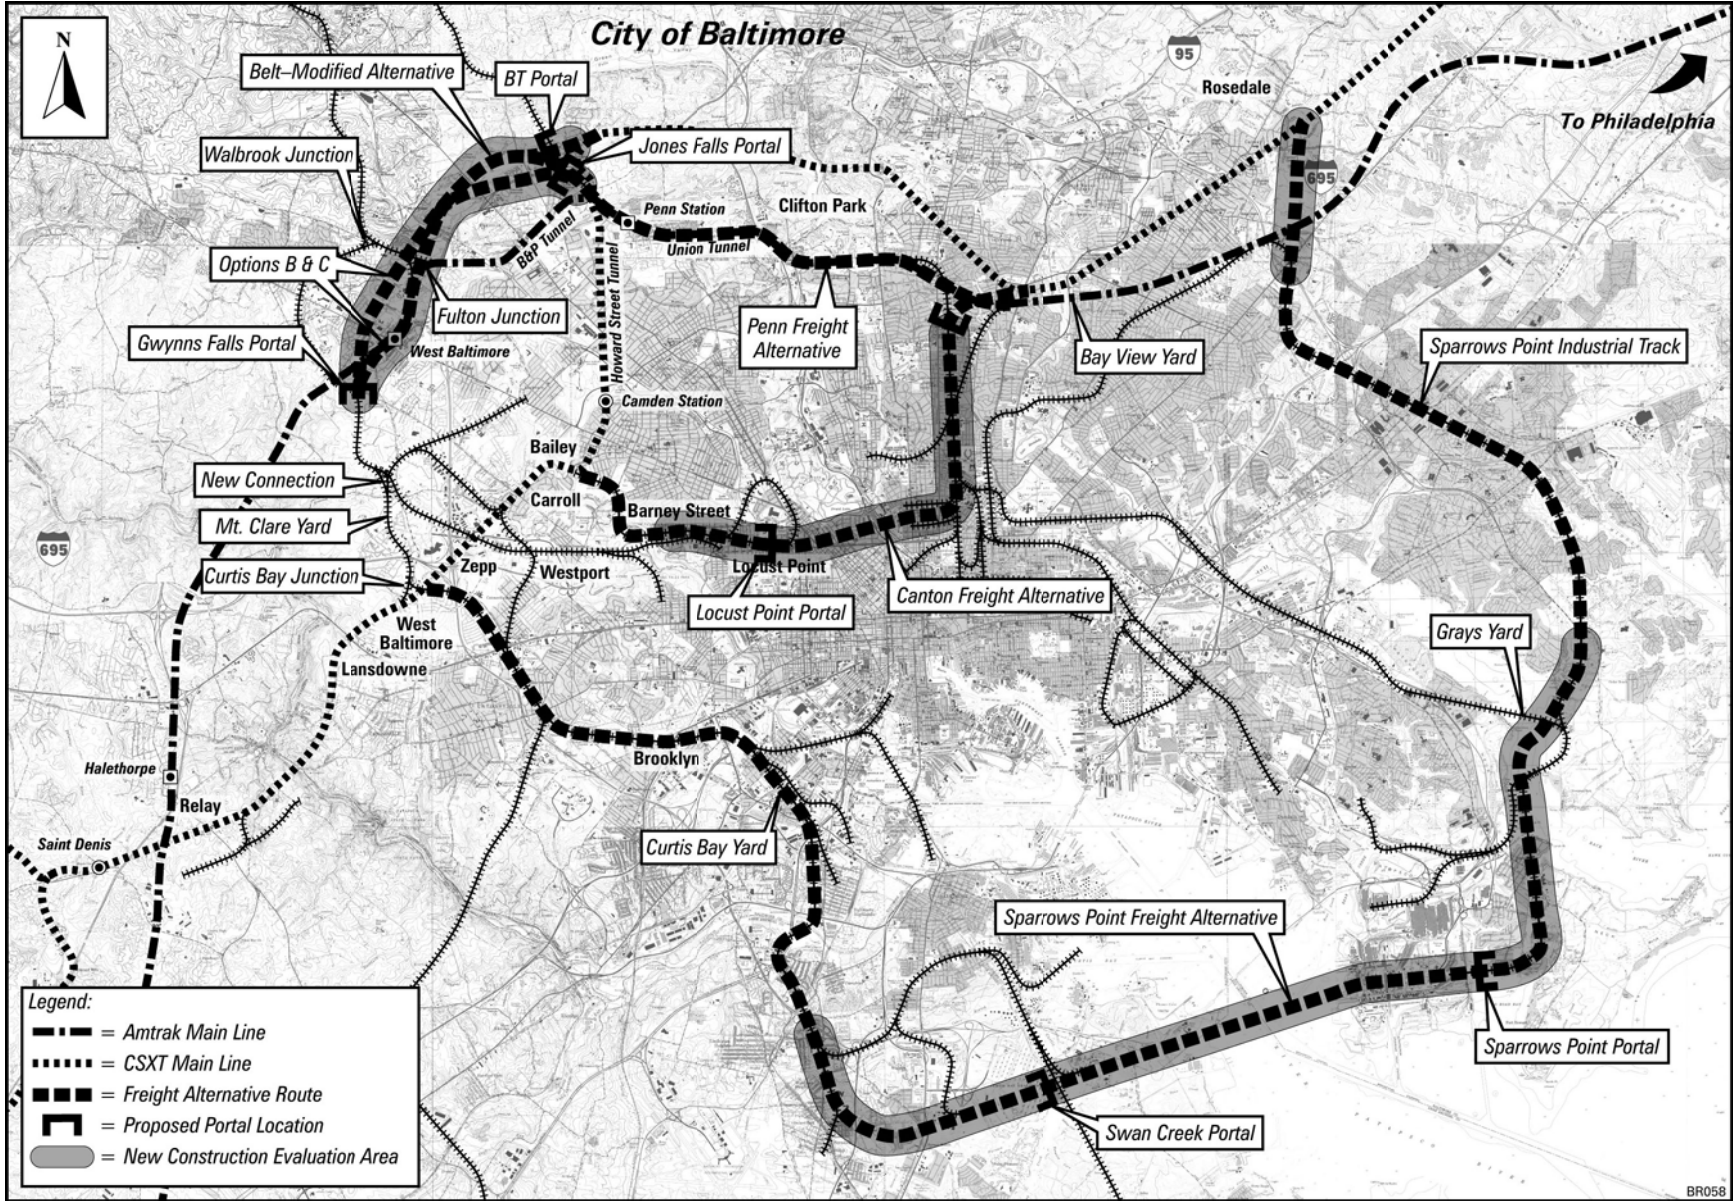 City of Baltimore
N
95
Rosedale
To Philadelphia
Belt–Modified Alternative
BT Portal
Jones Falls Portal
Walbrook Junction
Penn Station
Clifton Park
695
B&P Tunnel
Union Tunnel
Options B & C
Howard Street Tunnel
Fulton Junction
Gwynns Falls Portal
West Baltimore
Penn Freight
Alternative
Bay View Yard
Sparrows Point Industrial Track
Camden Station
Bailey
New Connection
Carroll
Barney Street
Mt. Clare Yard
695
Zepp
Westport
Locust Point
Curtis Bay Junction
Canton Freight Alternative
Locust Point Portal
West
Baltimore
Lansdowne
Grays Yard
Halethorpe
Brooklyn
Relay
Saint Denis
Curtis Bay Yard
Sparrows Point Freight Alternative
Sparrows Point Portal
Swan Creek Portal
Legend:
= Amtrak Main Line
= CSXT Main Line
= Freight Alternative Route
= Proposed Portal Location
= New Construction Evaluation Area
BR058